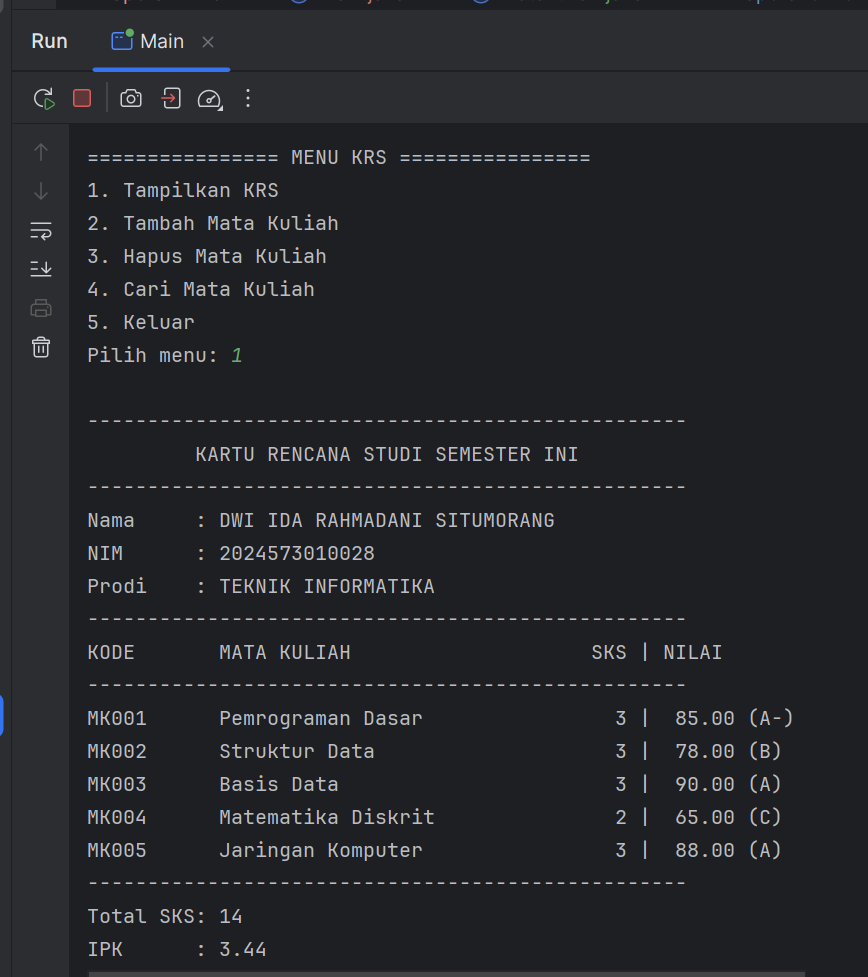 Run Main
================ MENU KRS ================
1. Tampilkan KRS
2. Tambah Mata Kuliah
3. Hapus Mata Kuliah
4. Cari Mata Kuliah
5. Keluar
Pilih menu: 1
--------------------------------------------------
KARTU RENCANA STUDI SEMESTER INI
--------------------------------------------------
Nama : DWI IDA RAHMADANI SITUMORANG
NIM : 2024573010028
Prodi : TEKNIK INFORMATIKA
--------------------------------------------------
KODE MATA KULIAH SKS | NILAI
--------------------------------------------------
MK001 Pemrograman Dasar 3 | 85.00 (A-)
MK002 Struktur Data 3 | 78.00 (B)
MK003 Basis Data 3 | 90.00 (A)
MK004 Matematika Diskrit 2 | 65.00 (C)
MK005 Jaringan Komputer 3 | 88.00 (A)
--------------------------------------------------
Total SKS: 14
IPK : 3.44